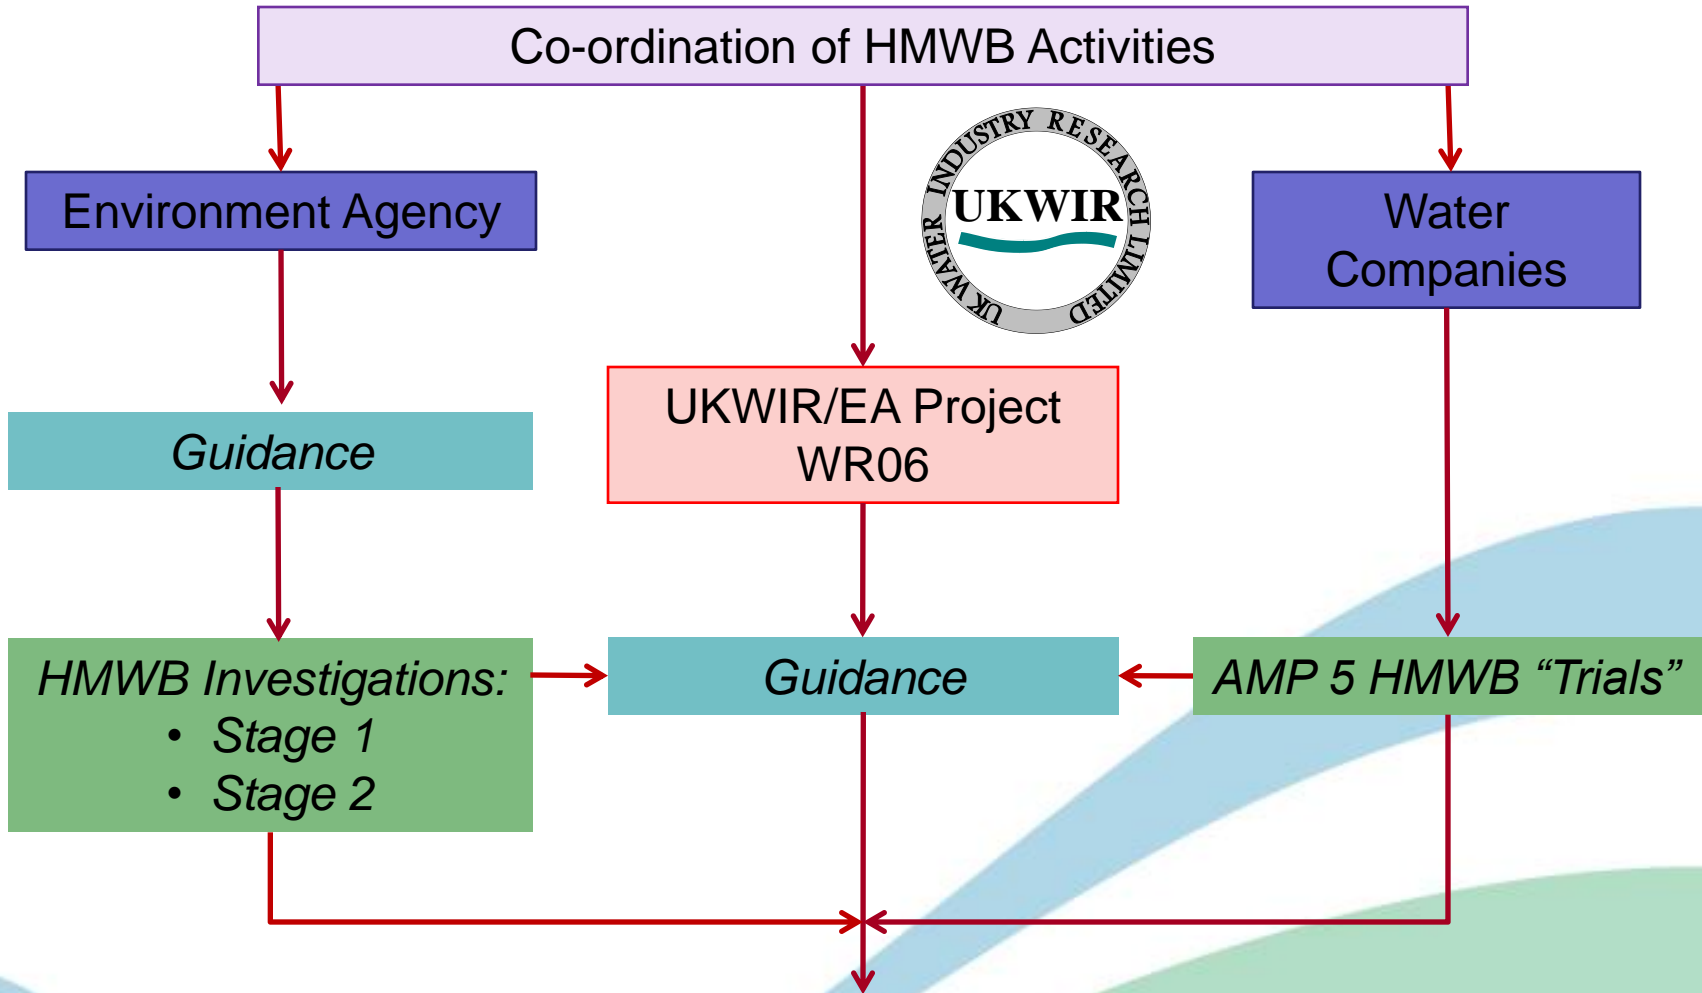 Co-ordination of HMWB Activities
Environment Agency
UK WATER INDUSTRY RESEARCH LIMITED
UKWIR
Water
Companies
UKWIR/EA Project
WR06
Guidance
HMWB Investigations:
• Stage 1
• Stage 2
Guidance
AMP 5 HMWB “Trials”